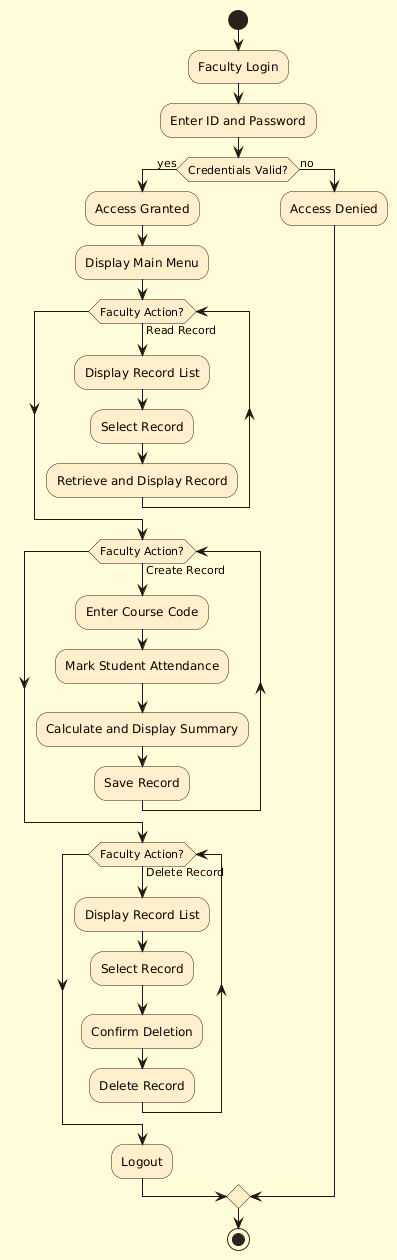 Faculty Login
Enter ID and Password
Credentials Valid?
yes
no
Access Granted
Access Denied
Display Main Menu
Faculty Action?
Read Record
Display Record List
Select Record
Retrieve and Display Record
Faculty Action?
Create Record
Enter Course Code
Mark Student Attendance
Calculate and Display Summary
Save Record
Faculty Action?
Delete Record
Display Record List
Select Record
Confirm Deletion
Delete Record
Logout